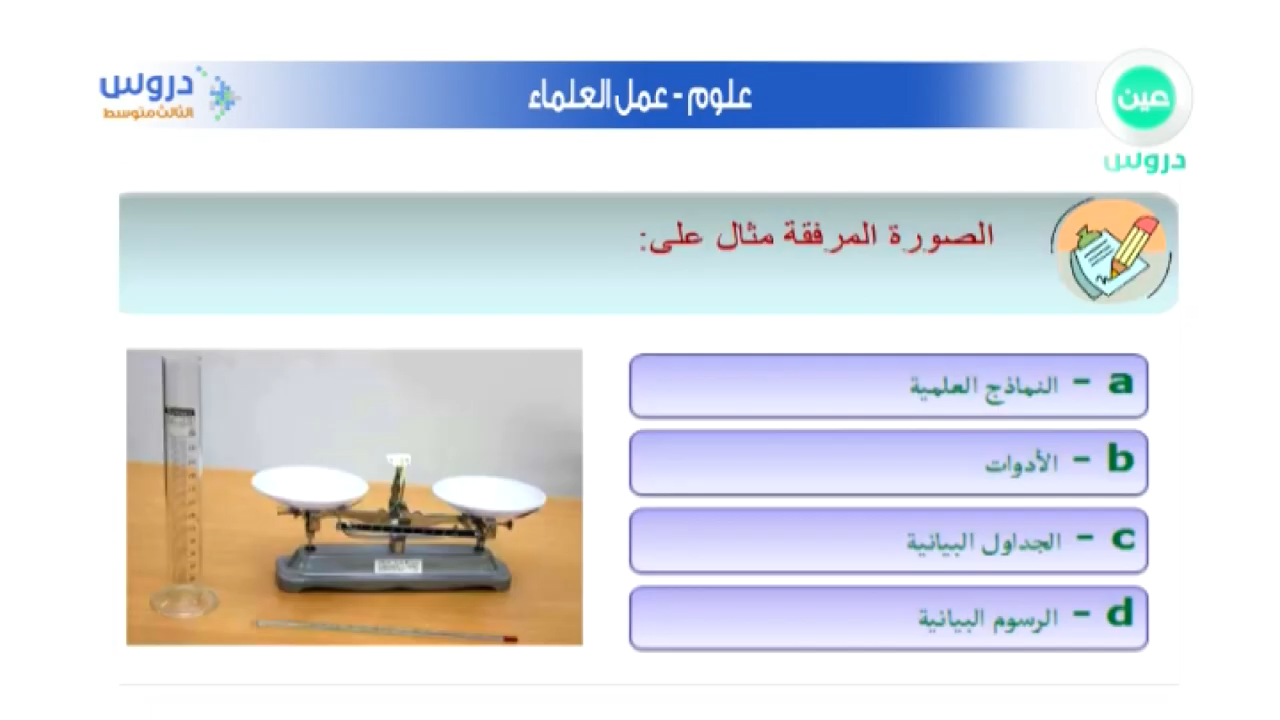 دروس
الثالث متوسط
علوم - عمل العلماء
عين
دروس
الصورة المرفقة مثال على:
a - النماذج العلمية
b - الأدوات
c - الجداول البيانية
d - الرسوم البيانية